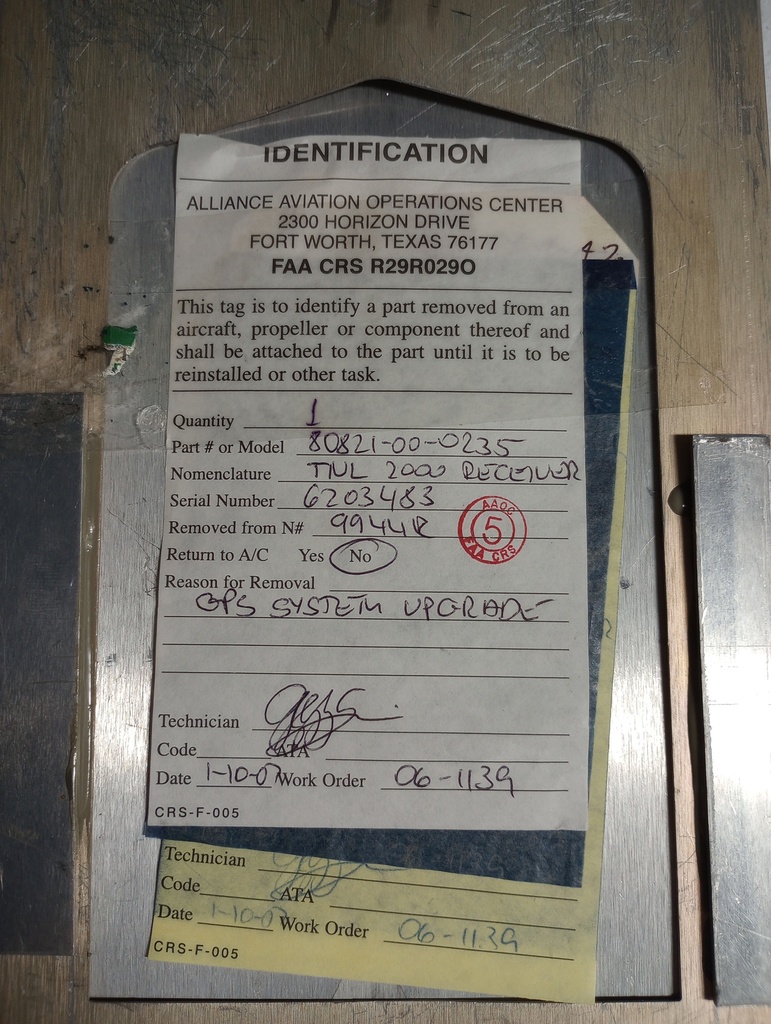 IDENTIFICATION
ALLIANCE AVIATION OPERATIONS CENTER
2300 HORIZON DRIVE
FORT WORTH, TEXAS 76177
FAA CRS R29R029O
This tag is to identify a part removed from an
aircraft, propeller or component thereof and
shall be attached to the part until it is to be
reinstalled or other task.
Quantity 1
Part # or Model 80821-00-0235
Nomenclature TNL 2000 RECEIVER
Serial Number 6203483
Removed from N# 9944R
AAOC
5
FAA CRS
Return to A/C Yes No
Reason for Removal
GPS SYSTEM UPGRADE
Technician
Code ATA
Date 1-10-07 Work Order 06-1139
CRS-F-005
Technician
Code ATA
Date 1-10-07 Work Order 06-1139
CRS-F-005